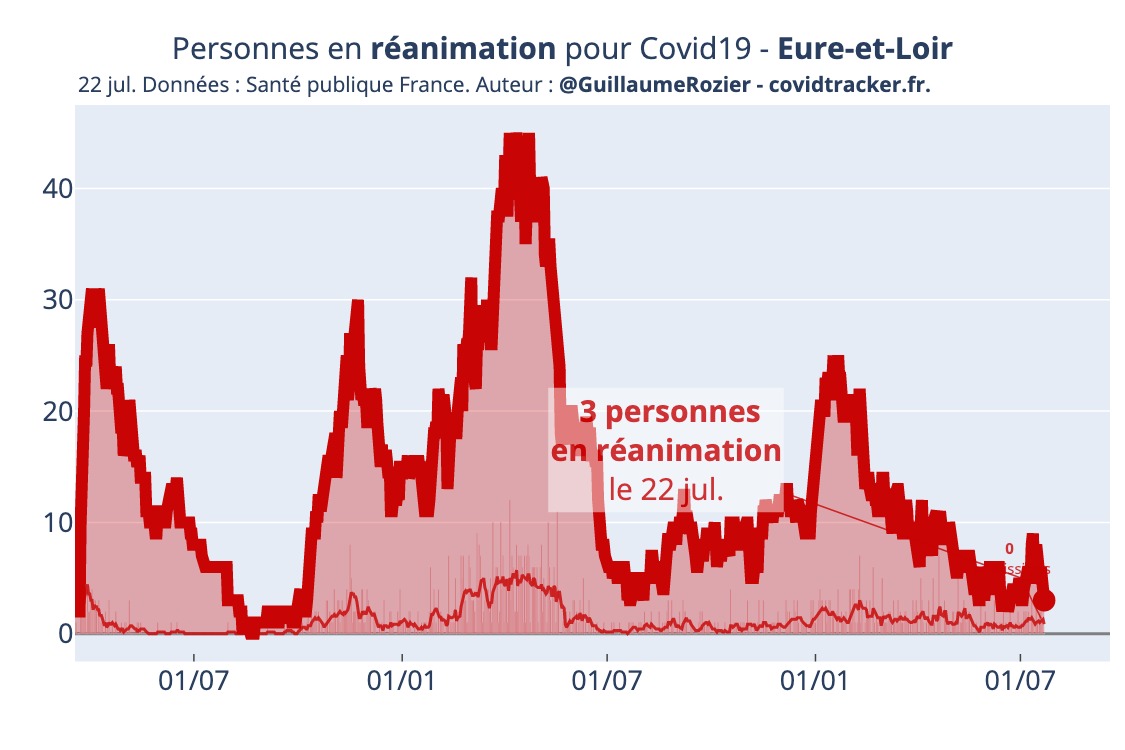 Personnes en réanimation pour Covid19 - Eure-et-Loir
22 jul. Données : Santé publique France. Auteur : @GuillaumeRozier - covidtracker.fr.
40
30
20
10
0
3 personnes
en réanimation
le 22 jul.
0
01/07
01/01
01/07
01/01
01/07